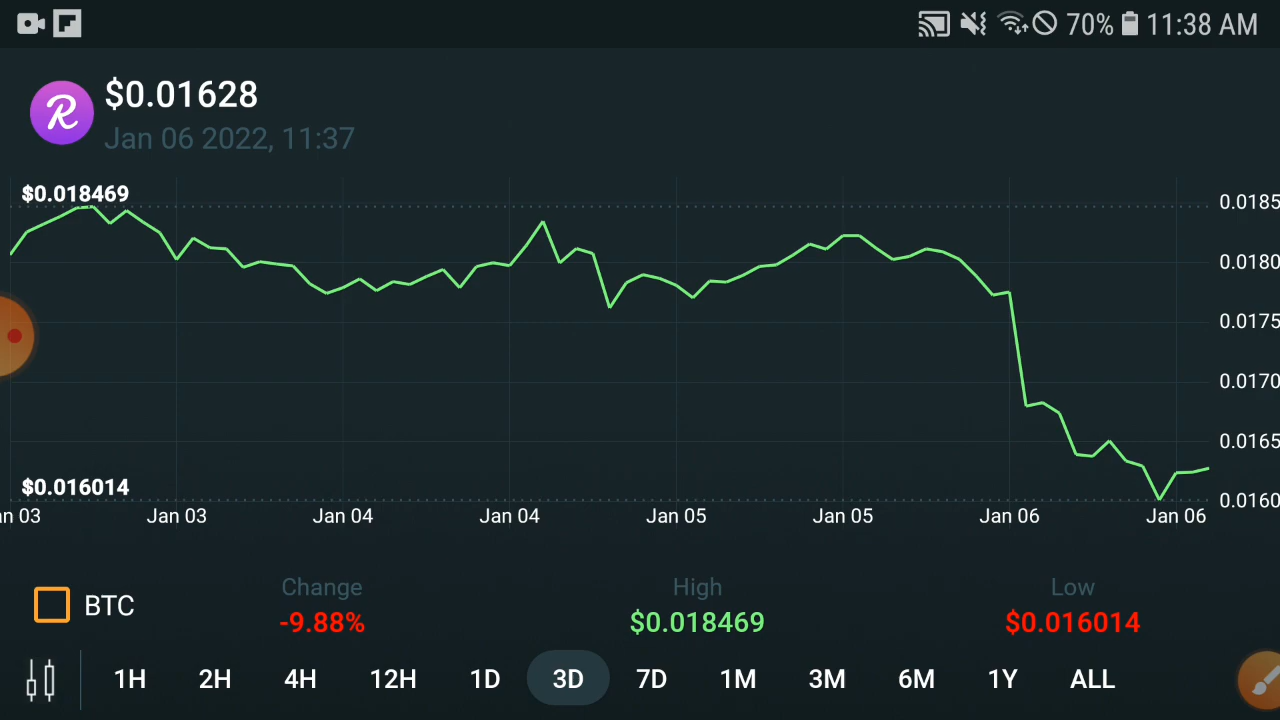 70% 11:38 AM
R $0.01628
Jan 06 2022, 11:37
$0.018469
0.0185
0.0180
0.0175
0.0170
0.0165
$0.016014
0.0160
n 03 Jan 03 Jan 04 Jan 04 Jan 05 Jan 05 Jan 06 Jan 06
Change High Low
BTC -9.88% $0.018469 $0.016014
1H 2H 4H 12H 1D 3D 7D 1M 3M 6M 1Y ALL